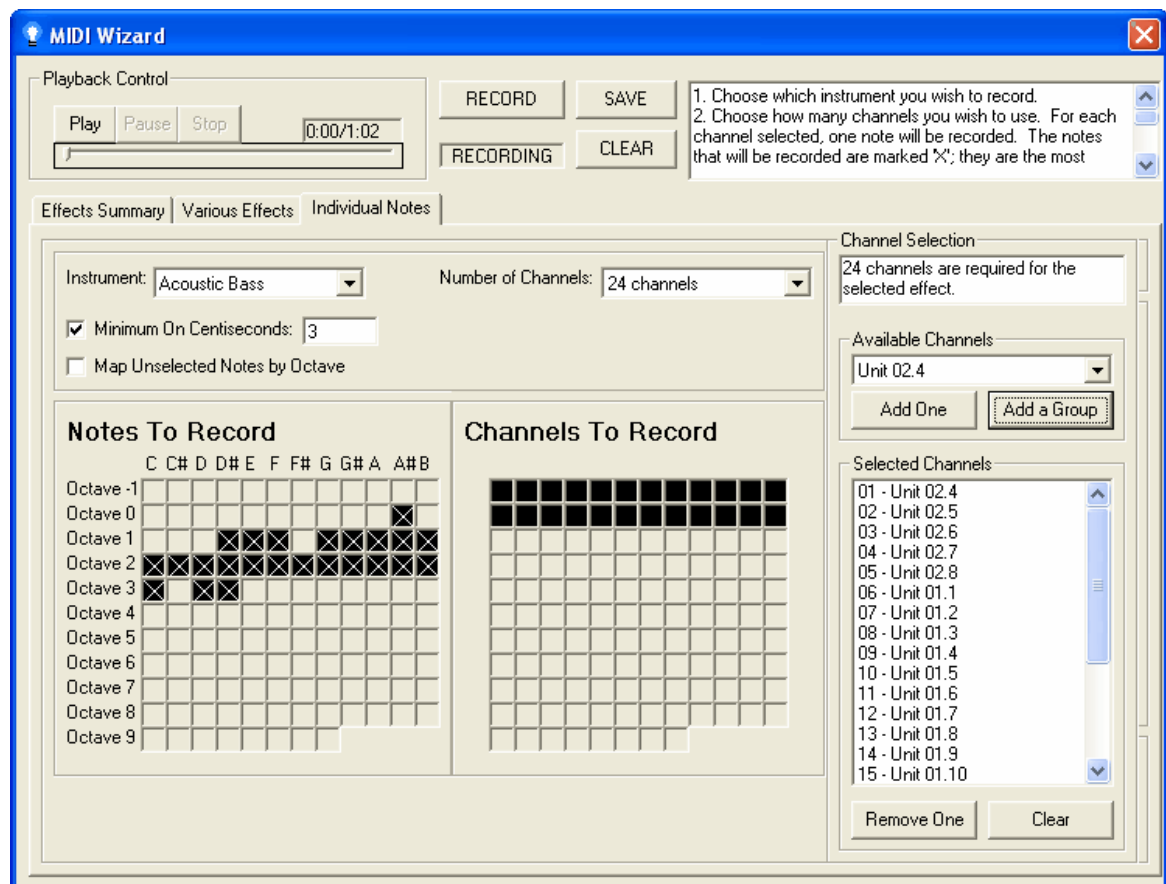 MIDI Wizard
Playback Control
Play Pause Stop 0:00/1:02
RECORD SAVE
RECORDING CLEAR
1. Choose which instrument you wish to record.
2. Choose how many channels you wish to use. For each
channel selected, one note will be recorded. The notes
that will be recorded are marked 'X'; they are the most
Effects Summary Various Effects Individual Notes
Instrument: Acoustic Bass Number of Channels: 24 channels
Minimum On Centiseconds: 3
Map Unselected Notes by Octave
Notes To Record
C C# D D# E F F# G G# A A# B
Octave -1
Octave 0
Octave 1
Octave 2
Octave 3
Octave 4
Octave 5
Octave 6
Octave 7
Octave 8
Octave 9
Channels To Record
Channel Selection
24 channels are required for the
selected effect.
Available Channels
Unit 02.4
Add One Add a Group
Selected Channels
01 - Unit 02.4
02 - Unit 02.5
03 - Unit 02.6
04 - Unit 02.7
05 - Unit 02.8
06 - Unit 01.1
07 - Unit 01.2
08 - Unit 01.3
09 - Unit 01.4
10 - Unit 01.5
11 - Unit 01.6
12 - Unit 01.7
13 - Unit 01.8
14 - Unit 01.9
15 - Unit 01.10
Remove One Clear